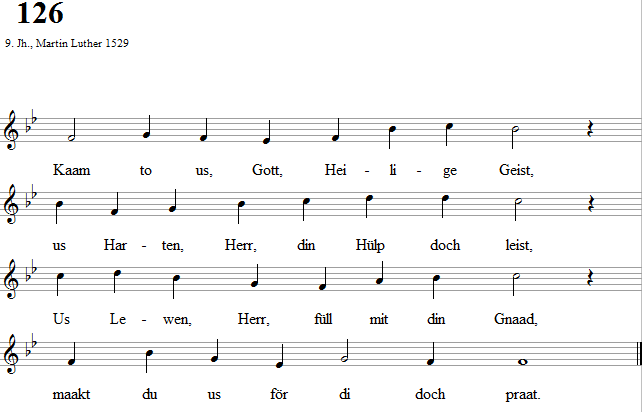 126
9. Jh., Martin Luther 1529
Kaam to us, Gott, Hei - li - ge Geist,
us Har - ten, Herr, din Hülp doch leist,
Us Le - wen, Herr, füll mit din Gnaad,
maakt du us för di doch praat.